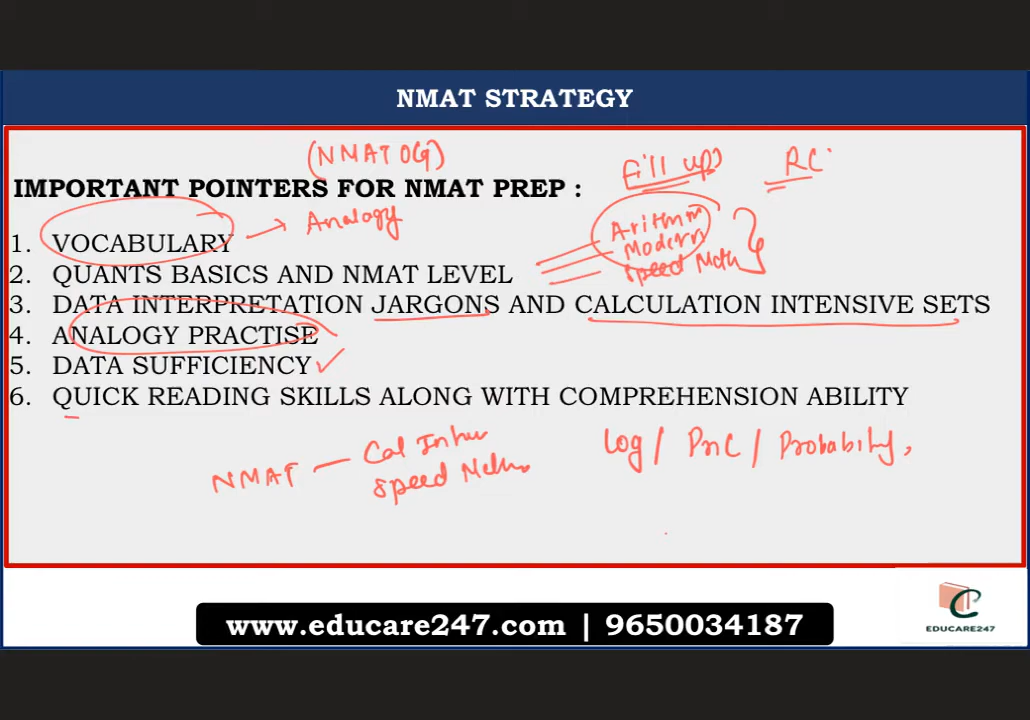 NMAT STRATEGY
(NMAT OG)
Fill ups
RC
IMPORTANT POINTERS FOR NMAT PREP :
1. VOCABULARY
Analogy
Arithm
Modern
Speed Math
2. QUANTS BASICS AND NMAT LEVEL
3. DATA INTERPRETATION JARGONS AND CALCULATION INTENSIVE SETS
4. ANALOGY PRACTISE
5. DATA SUFFICIENCY
6. QUICK READING SKILLS ALONG WITH COMPREHENSION ABILITY
NMAT — Cal
Speed
log / PnC / Probability,
www.educare247.com | 9650034187
EDUCARE247